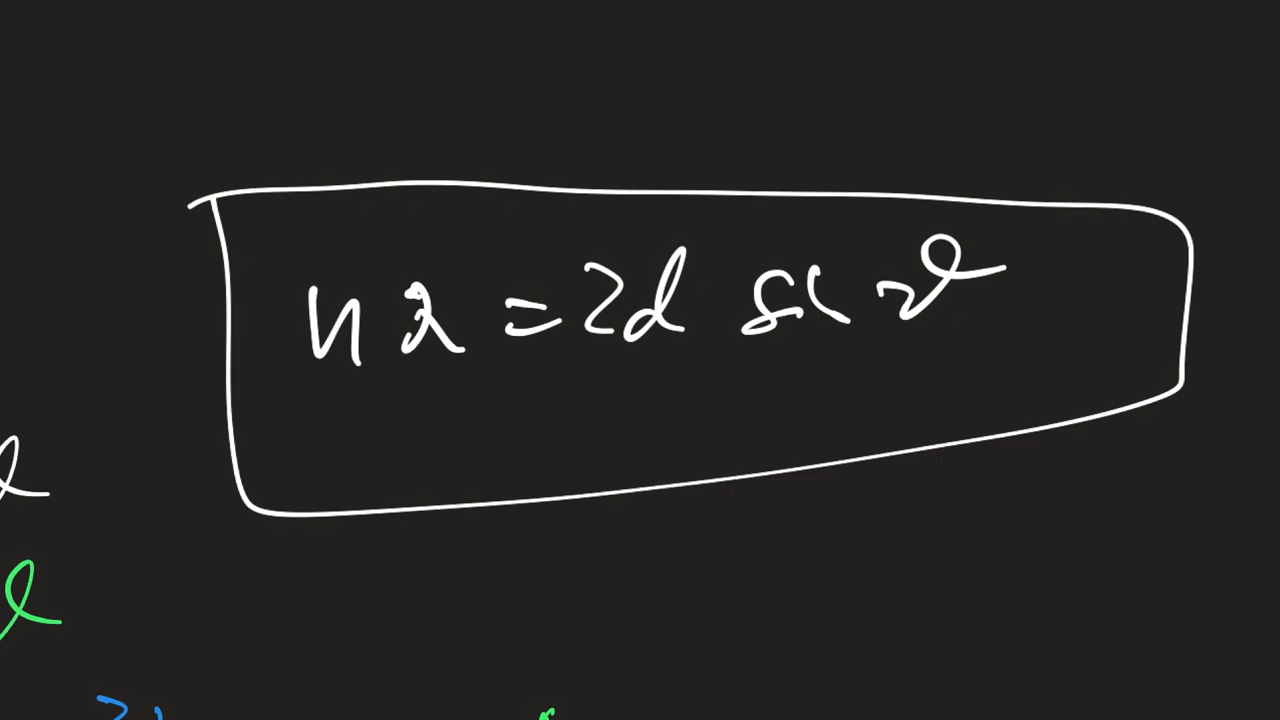 nλ = 2d sin ϑ